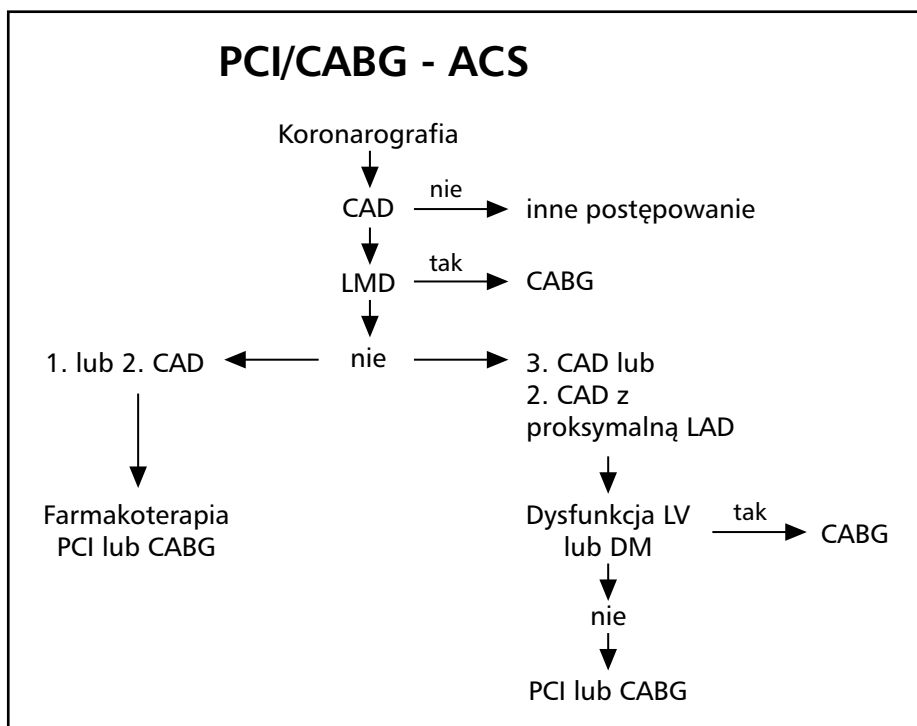 PCI/CABG - ACS
Koronarografia
CAD
nie
inne postępowanie
LMD
tak
CABG
1. lub 2. CAD
nie
3. CAD lub
2. CAD z
proksymalną LAD
Farmakoterapia
PCI lub CABG
Dysfunkcja LV
lub DM
tak
CABG
nie
PCI lub CABG